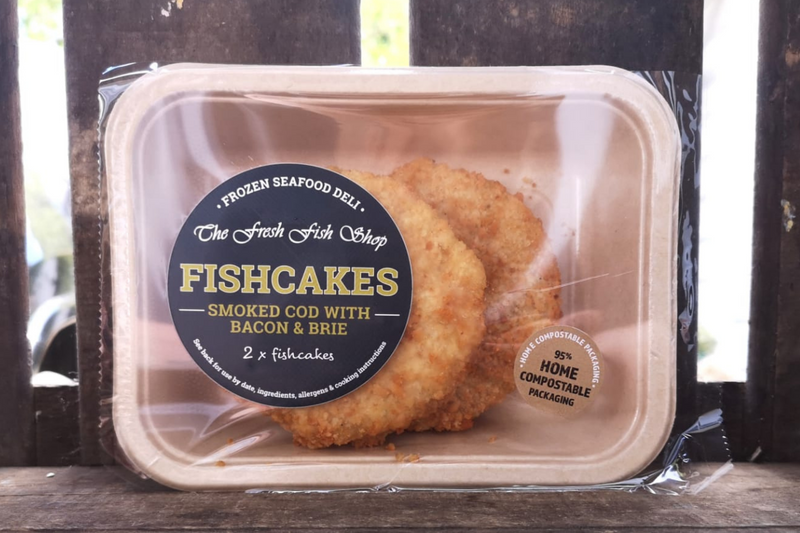 • FROZEN SEAFOOD DELI •
The Fresh Fish Shop
FISHCAKES
SMOKED COD WITH
BACON & BRIE
2 x fishcakes
See back for use by date, ingredients, allergens & cooking instructions
• HOME COMPOSTABLE PACKAGING •
95%
HOME
COMPOSTABLE
PACKAGING